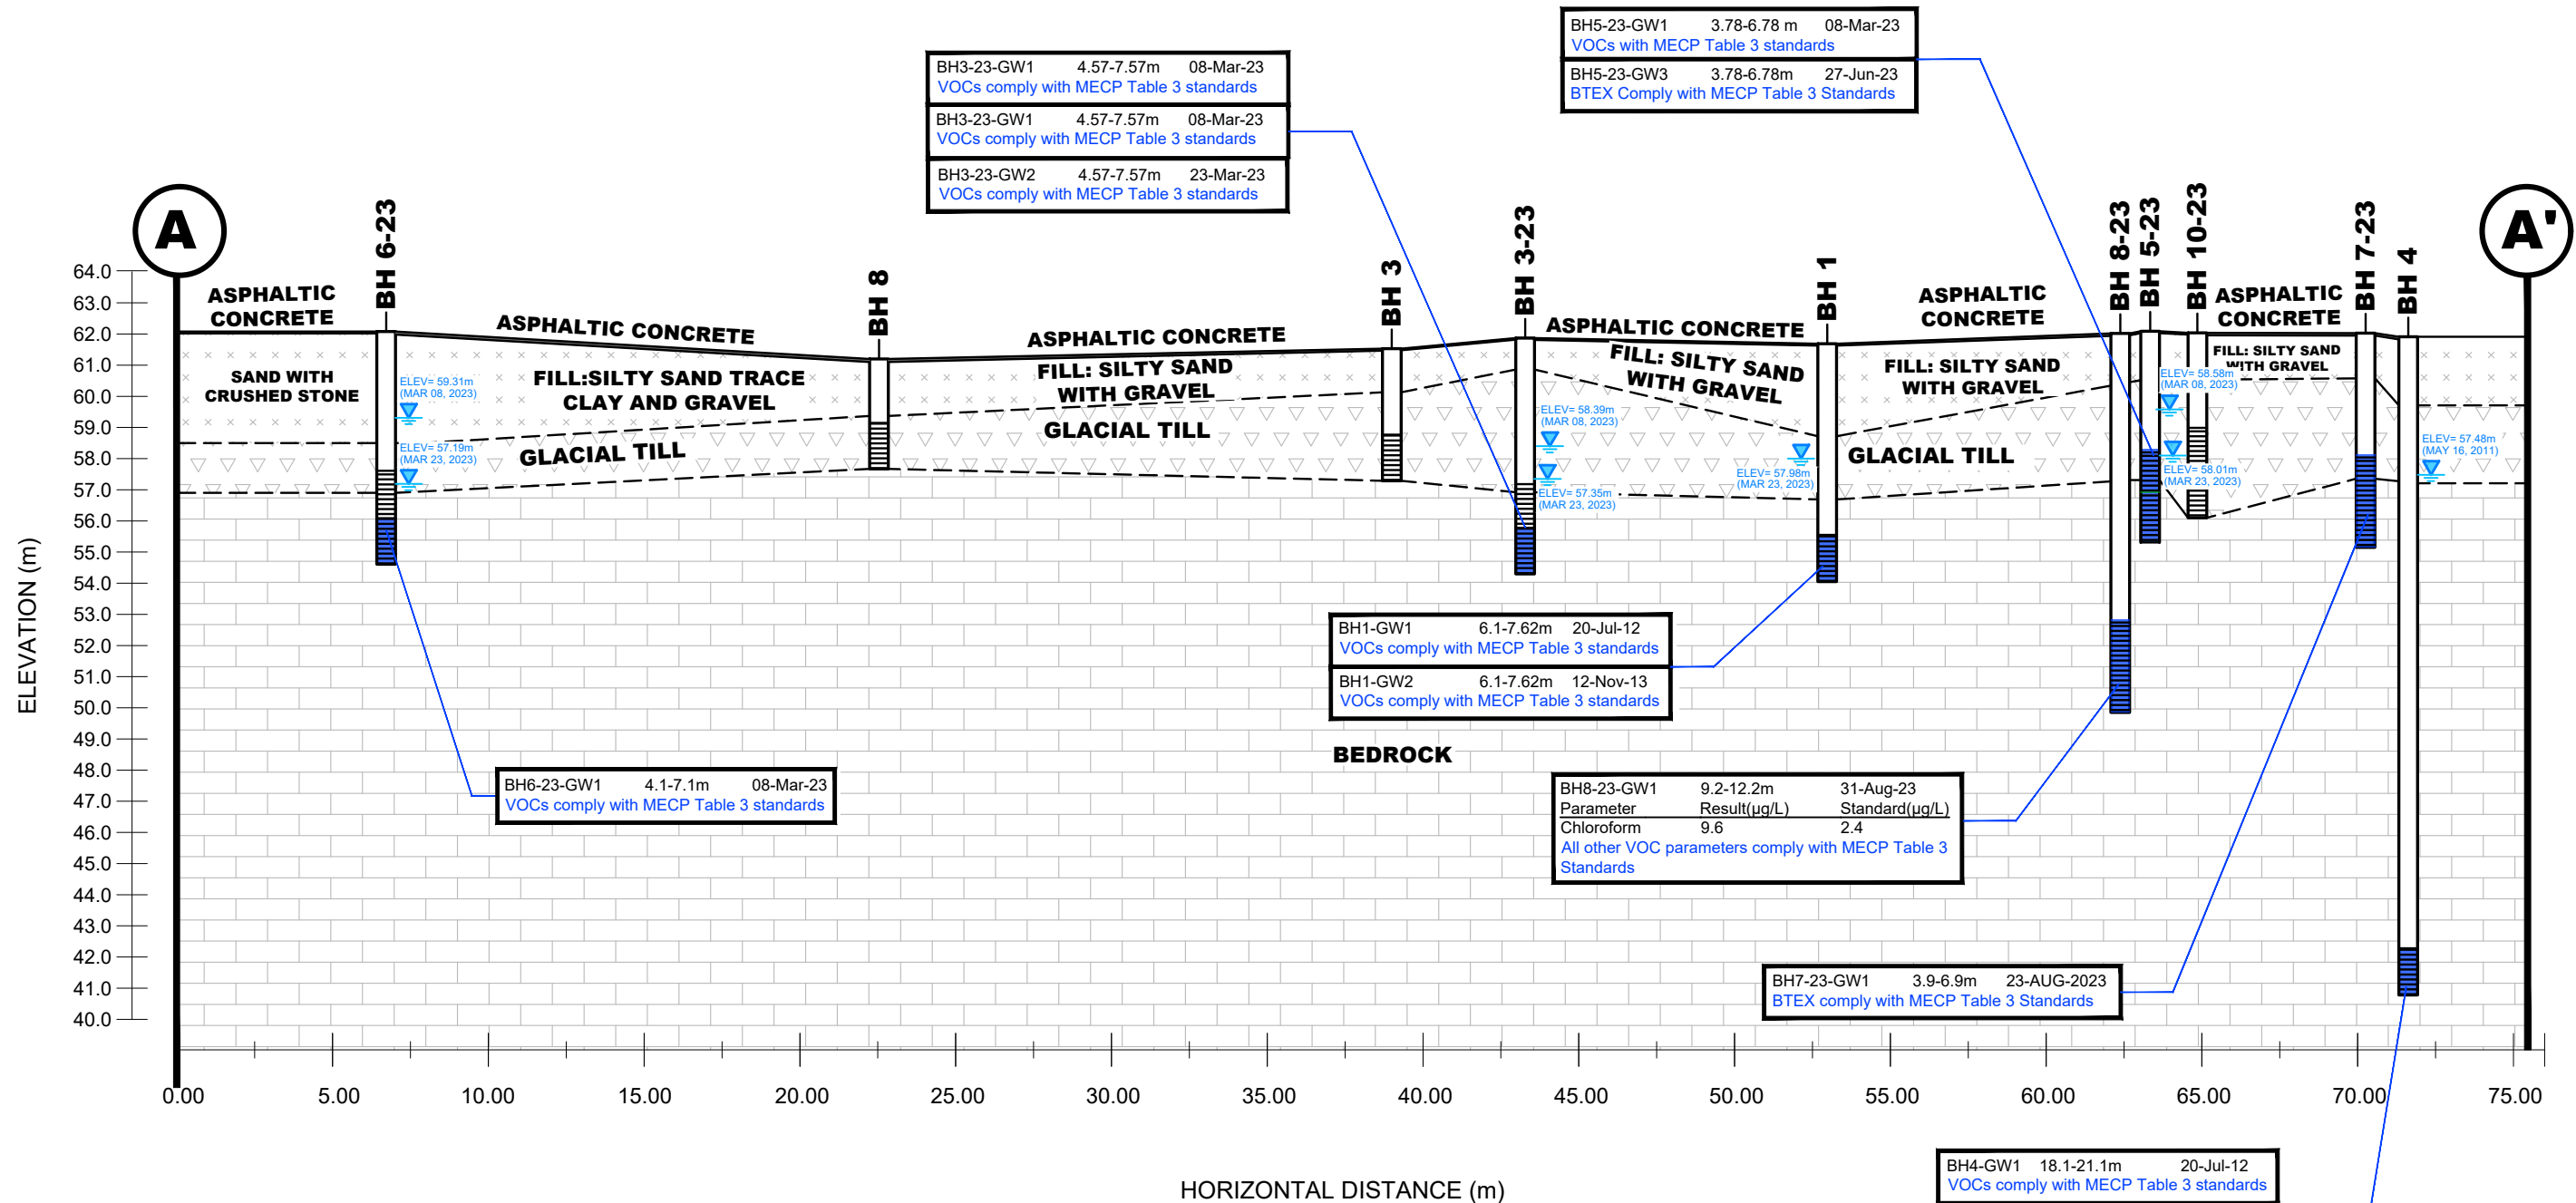 BH5-23-GW1 3.78-6.78 m 08-Mar-23
VOCs with MECP Table 3 standards
BH5-23-GW3 3.78-6.78m 27-Jun-23
BTEX Comply with MECP Table 3 Standards
BH3-23-GW1 4.57-7.57m 08-Mar-23
VOCs comply with MECP Table 3 standards
BH3-23-GW1 4.57-7.57m 08-Mar-23
VOCs comply with MECP Table 3 standards
BH3-23-GW2 4.57-7.57m 23-Mar-23
VOCs comply with MECP Table 3 standards
A
A'
BH 6-23
BH 8
BH 3
BH 3-23
BH 1
BH 8-23
BH 5-23
BH 10-23
BH 7-23
BH 4
ASPHALTIC
CONCRETE
ASPHALTIC CONCRETE
ASPHALTIC CONCRETE
ASPHALTIC CONCRETE
ASPHALTIC
CONCRETE
ASPHALTIC
CONCRETE
SAND WITH
CRUSHED STONE
FILL:SILTY SAND TRACE
CLAY AND GRAVEL
FILL: SILTY SAND
WITH GRAVEL
FILL: SILTY SAND
WITH GRAVEL
FILL: SILTY SAND
WITH GRAVEL
FILL: SILTY SAND
WITH GRAVEL
ELEV= 59.31m
(MAR 08, 2023)
ELEV= 57.19m
(MAR 23, 2023)
ELEV= 58.39m
(MAR 08, 2023)
ELEV= 57.35m
(MAR 23, 2023)
ELEV= 57.98m
(MAR 23, 2023)
ELEV= 58.58m
(MAR 08, 2023)
ELEV= 58.01m
(MAR 23, 2023)
ELEV= 57.48m
(MAY 16, 2011)
GLACIAL TILL
GLACIAL TILL
GLACIAL TILL
BEDROCK
BH1-GW1 6.1-7.62m 20-Jul-12
VOCs comply with MECP Table 3 standards
BH1-GW2 6.1-7.62m 12-Nov-13
VOCs comply with MECP Table 3 standards
BH6-23-GW1 4.1-7.1m 08-Mar-23
VOCs comply with MECP Table 3 standards
BH8-23-GW1 9.2-12.2m 31-Aug-23
Parameter Result(µg/L) Standard(µg/L)
Chloroform 9.6 2.4
All other VOC parameters comply with MECP Table 3
Standards
BH7-23-GW1 3.9-6.9m 23-AUG-2023
BTEX comply with MECP Table 3 Standards
BH4-GW1 18.1-21.1m 20-Jul-12
VOCs comply with MECP Table 3 standards
ELEVATION (m)
64.0
63.0
62.0
61.0
60.0
59.0
58.0
57.0
56.0
55.0
54.0
53.0
52.0
51.0
50.0
49.0
48.0
47.0
46.0
45.0
44.0
43.0
42.0
41.0
40.0
0.00 5.00 10.00 15.00 20.00 25.00 30.00 35.00 40.00 45.00 50.00 55.00 60.00 65.00 70.00 75.00
HORIZONTAL DISTANCE (m)